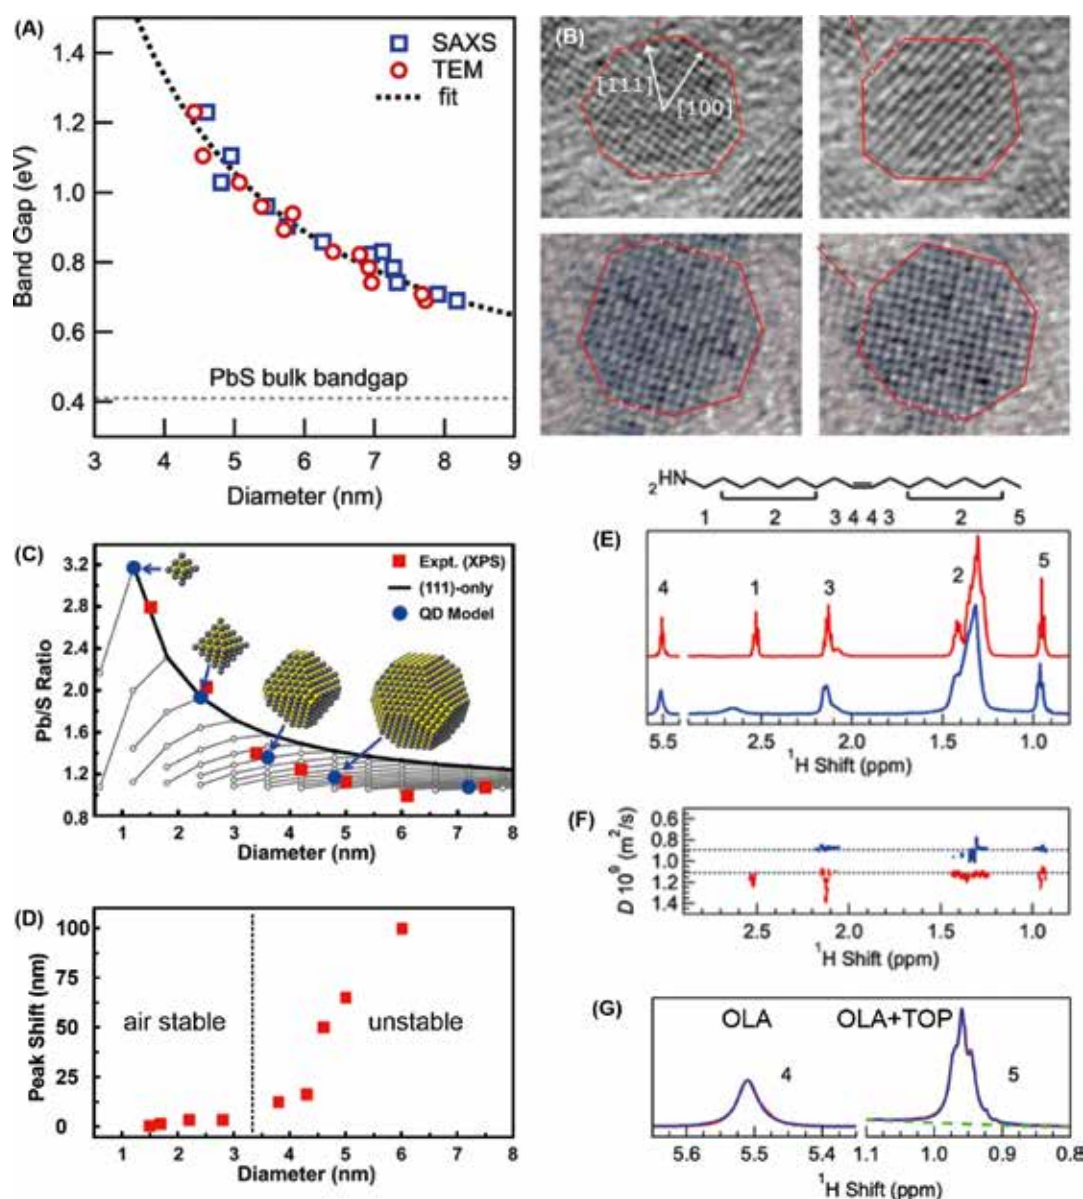 (A)
1.4
1.2
1.0
0.8
0.6
0.4
Band Gap (eV)
SAXS
TEM
fit
PbS bulk bandgap
3 4 5 6 7 8 9
Diameter (nm)
(B)
[111]
[100]
(C)
3.2
2.8
2.4
2.0
1.6
1.2
0.8
Pb/S Ratio
Expt. (XPS)
(111)-only
QD Model
1 2 3 4 5 6 7 8
Diameter (nm)
(D)
100
75
50
25
0
Peak Shift (nm)
air stable
unstable
1 2 3 4 5 6 7 8
Diameter (nm)
2HN
1 2 3 4 4 3 2 5
(E)
4 1 3 2 5
5.5 2.5 2.0 1.5 1.0
1H Shift (ppm)
(F)
0.6
0.8
1.0
1.2
1.4
D 10⁹ (m²/s)
2.5 2.0 1.5 1.0
1H Shift (ppm)
(G)
OLA OLA+TOP
4 5
5.6 5.5 5.4 1.1 1.0 0.9 0.8
1H Shift (ppm)